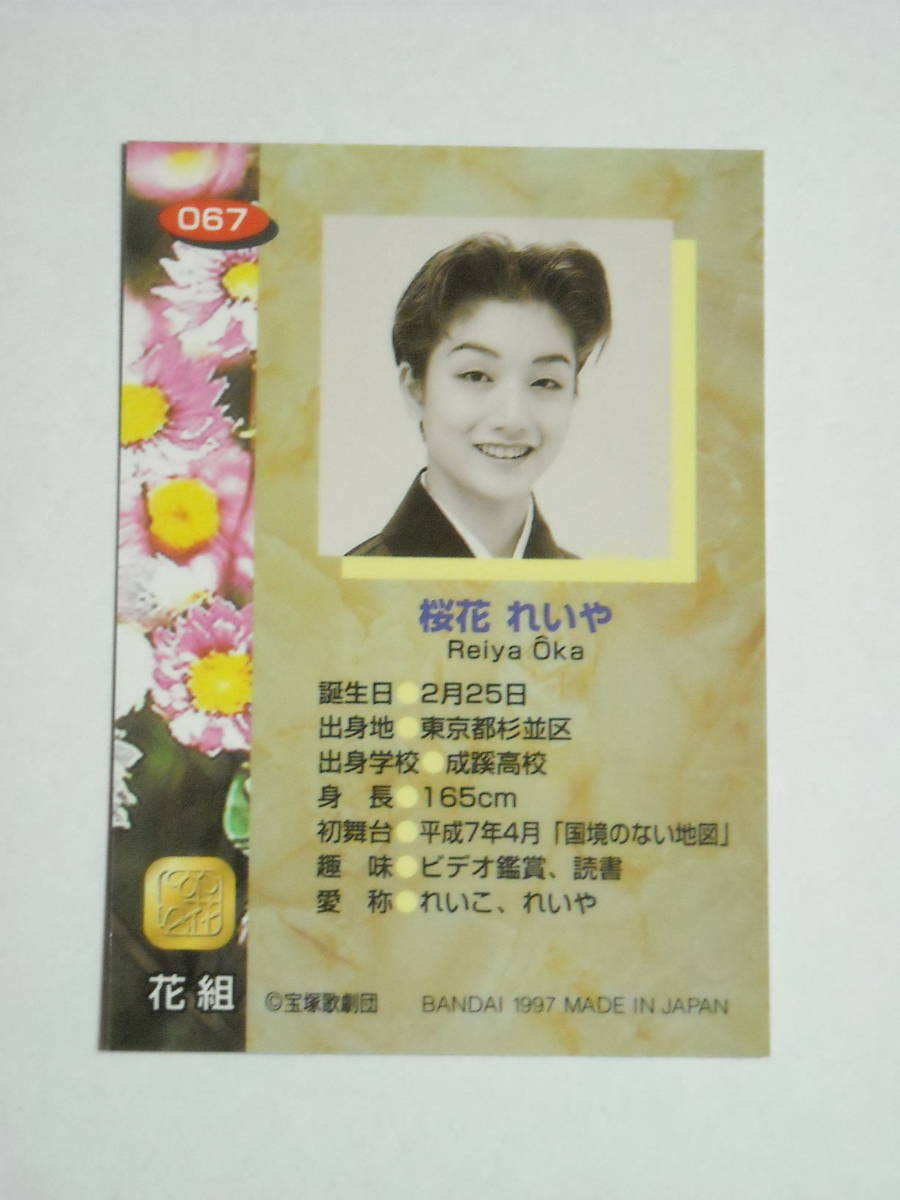 067
桜花 れいや
Reiya Ôka
誕生日●2月25日
出身地●東京都杉並区
出身学校●成蹊高校
身 長●165cm
初舞台●平成7年4月「国境のない地図」
趣 味●ビデオ鑑賞、読書
愛 称●れいこ、れいや
花組
©宝塚歌劇団 BANDAI 1997 MADE IN JAPAN